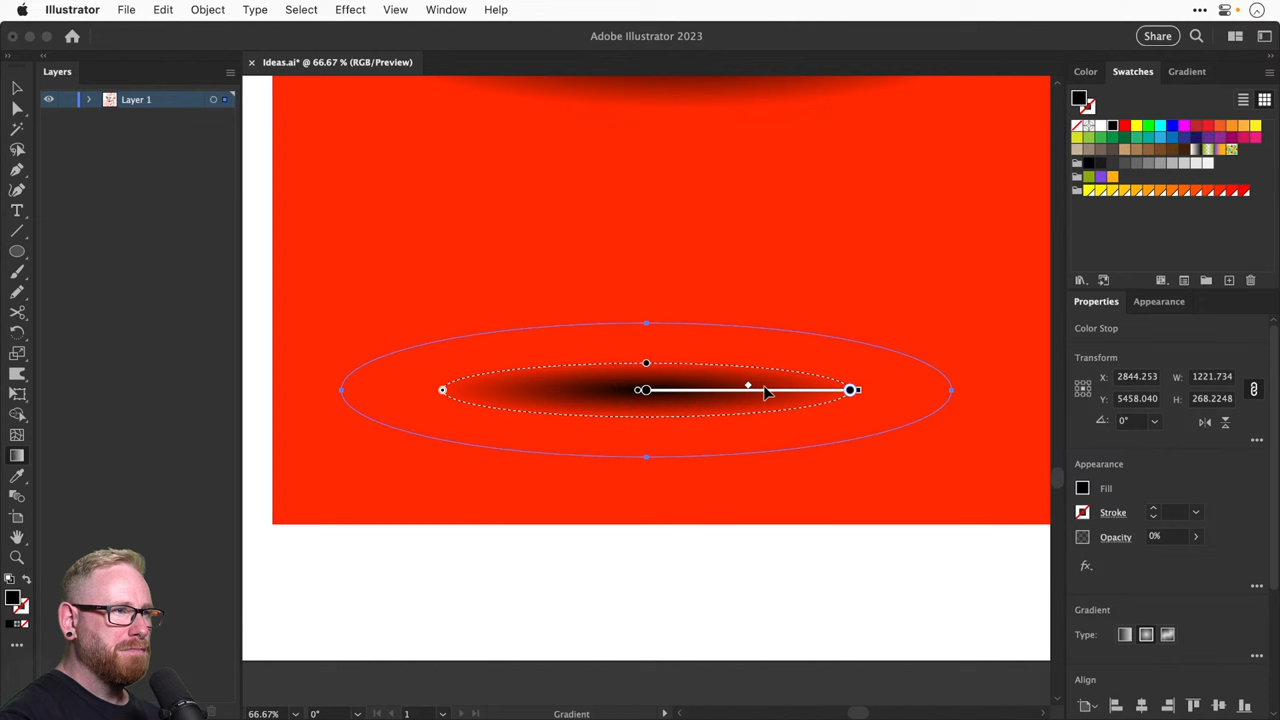 Illustrator File Edit Object Type Select Effect View Window Help
Adobe Illustrator 2023
Share
Layers
× Ideas.ai* @ 66.67 % (RGB/Preview)
Color Swatches Gradient
Layer 1
Properties Appearance
Color Stop
Transform
X: 2844.253 W: 1221.734
Y: 5458.040 H: 268.2248
0°
Appearance
Fill
Stroke
Opacity 0%
fx
Gradient
Type:
Align
66.67% 0° 1 Gradient